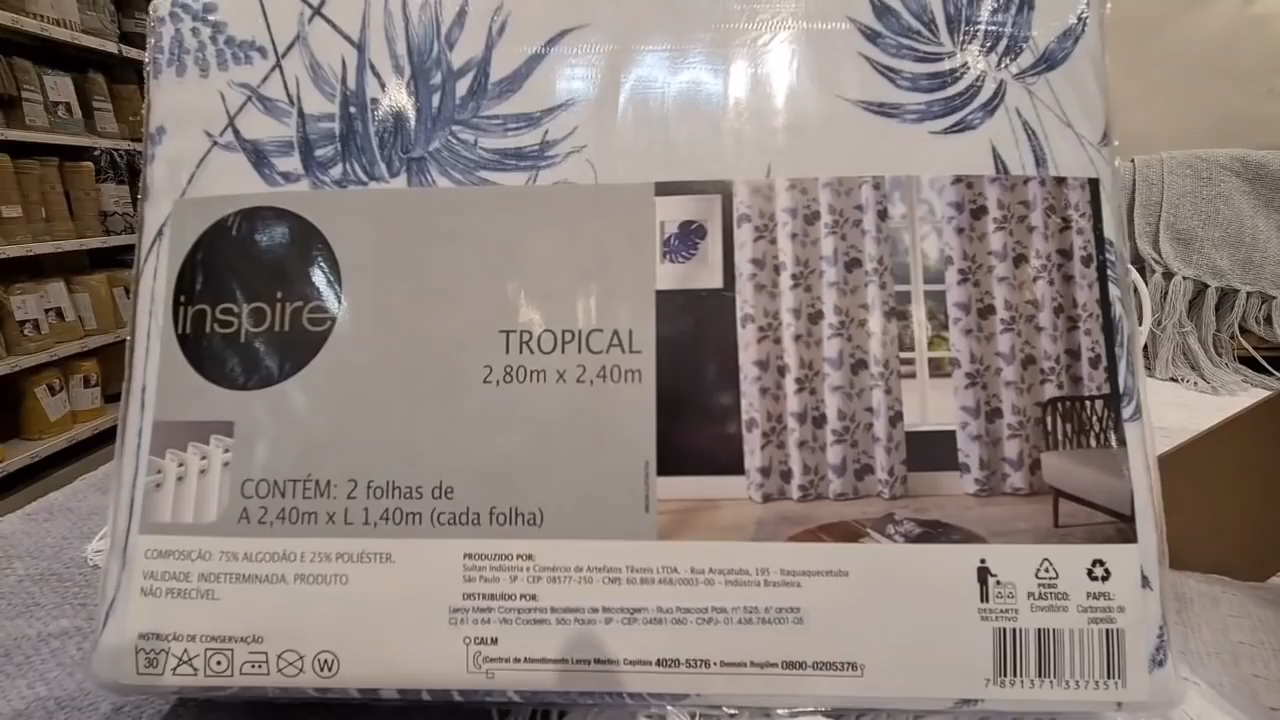 inspire
TROPICAL
2,80m x 2,40m
CONTÉM: 2 folhas de
A 2,40m x L 1,40m (cada folha)
COMPOSIÇÃO: 75% ALGODÃO E 25% POLIÉSTER.
VALIDADE: INDETERMINADA. PRODUTO
NÃO PERECÍVEL.
INSTRUÇÃO DE CONSERVAÇÃO
30
W
PRODUZIDO POR:
Sultan Indústria e Comércio de Artefatos Têxteis LTDA. - Rua Araçatuba, 195 - Itaquaquecetuba
São Paulo - SP - CEP: 08577-250 - CNPJ: 60.869.468/0003-00 - Indústria Brasileira.
DISTRIBUÍDO POR:
Leroy Merlin Companhia Brasileira de Bricolagem - Rua Pascoal Pais, nº 525, 6º andar
CJ 61 a 64 - Vila Cordeiro, São Paulo - SP - CEP: 04581-060 - CNPJ: 01.438.784/001-05
CALM
(Central de Atendimento Leroy Merlin): Capitais 4020-5376 • Demais Regiões 0800-0205376
DESCARTE
SELETIVO
PEBD
PLÁSTICO:
Envoltório
PAPEL:
Cartonado de
papelão
7 891371 337351